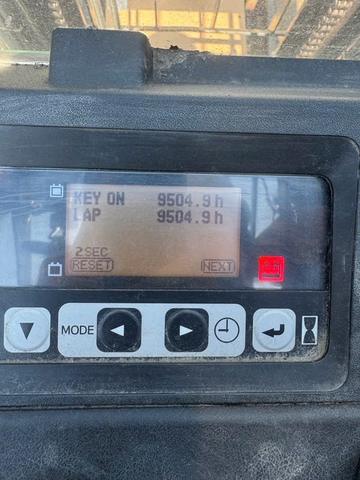 KEY ON 9504.9h
LAP 9504.9h
2SEC
RESET NEXT
MODE